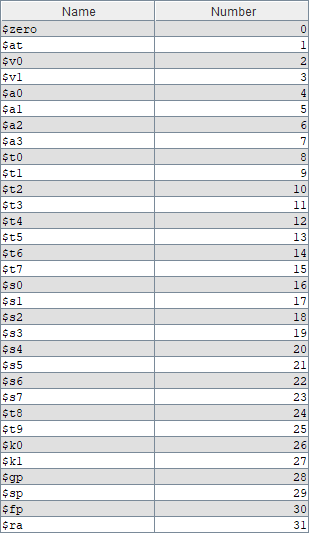 Name Number
$zero 0
$at 1
$v0 2
$v1 3
$a0 4
$a1 5
$a2 6
$a3 7
$t0 8
$t1 9
$t2 10
$t3 11
$t4 12
$t5 13
$t6 14
$t7 15
$s0 16
$s1 17
$s2 18
$s3 19
$s4 20
$s5 21
$s6 22
$s7 23
$t8 24
$t9 25
$k0 26
$k1 27
$gp 28
$sp 29
$fp 30
$ra 31